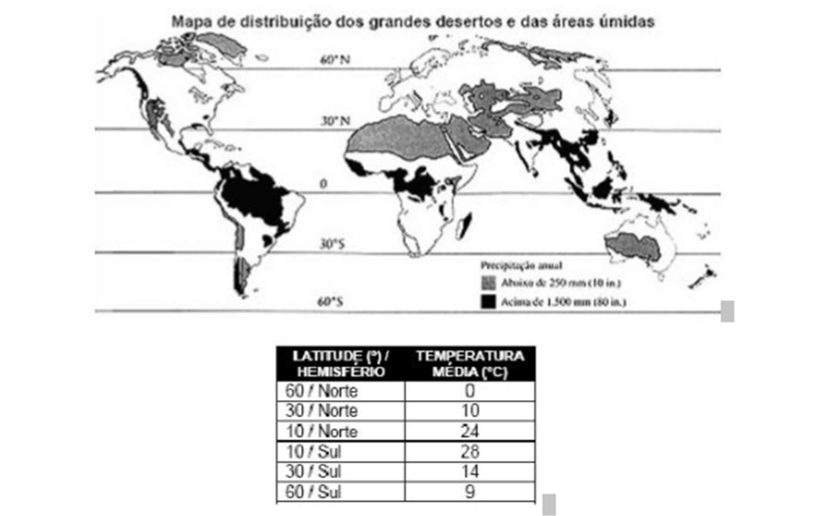 Mapa de distribuição dos grandes desertos e das áreas úmidas
60°N
30°N
0
30°S
Precipitação anual
Abaixo de 250 mm (10 in.)
Acima de 1.500 mm (80 in.)
60°S
LATITUDE (º) / HEMISFÉRIO TEMPERATURA MÉDIA (ºC)
60 / Norte 0
30 / Norte 10
10 / Norte 24
10 / Sul 28
30 / Sul 14
60 / Sul 9